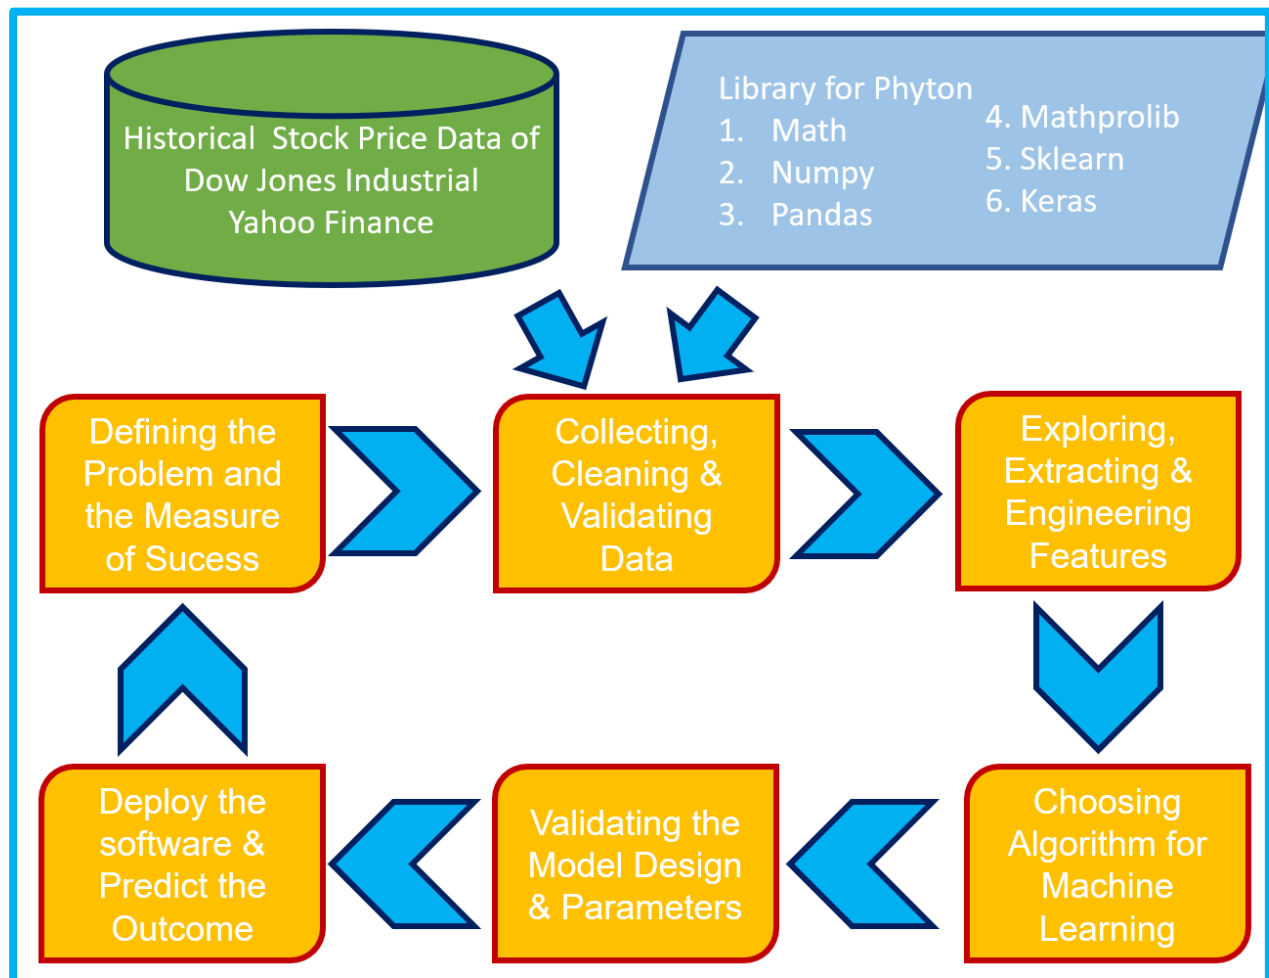 Historical  Stock Price Data of
Dow Jones Industrial
Yahoo Finance
Library for Phyton
1. Math
2. Numpy
3. Pandas
4. Mathprolib
5. Sklearn
6. Keras
Defining the
Problem and
the Measure
of Sucess
Collecting,
Cleaning &
Validating
Data
Exploring,
Extracting &
Engineering
Features
Choosing
Algorithm for
Machine
Learning
Validating the
Model Design
& Parameters
Deploy the
software &
Predict the
Outcome